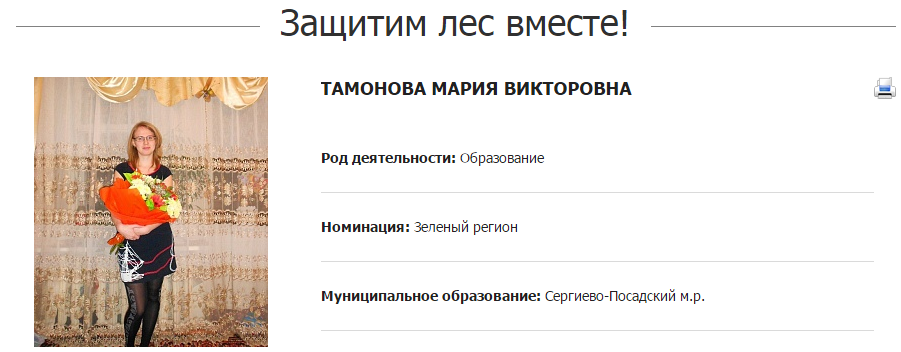 Защитим лес вместе!
ТАМОНОВА МАРИЯ ВИКТОРОВНА
Род деятельности: Образование
Номинация: Зеленый регион
Муниципальное образование: Сергиево-Посадский м.р.